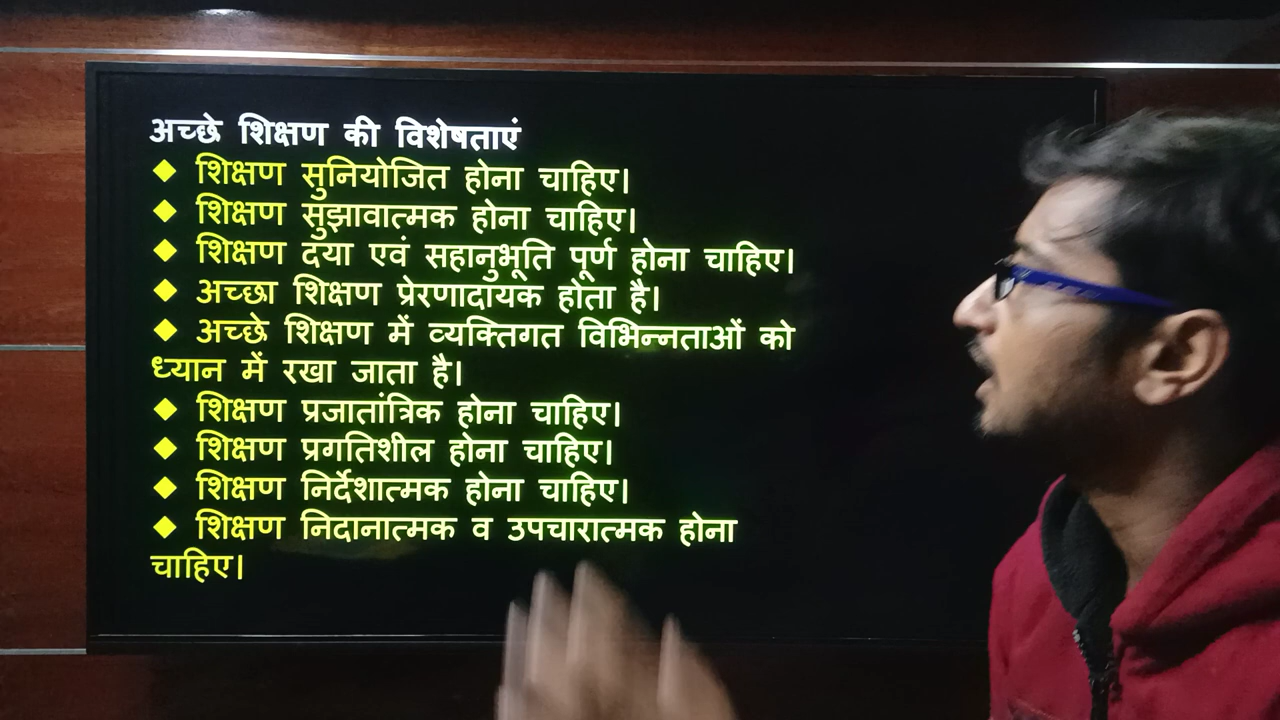 अच्छे शिक्षण की विशेषताएं
◆ शिक्षण सुनियोजित होना चाहिए।
◆ शिक्षण सुझावात्मक होना चाहिए।
◆ शिक्षण दया एवं सहानुभूति पूर्ण होना चाहिए।
◆ अच्छा शिक्षण प्रेरणादायक होता है।
◆ अच्छे शिक्षण में व्यक्तिगत विभिन्नताओं को
ध्यान में रखा जाता है।
◆ शिक्षण प्रजातांत्रिक होना चाहिए।
◆ शिक्षण प्रगतिशील होना चाहिए।
◆ शिक्षण निर्देशात्मक होना चाहिए।
◆ शिक्षण निदानात्मक व उपचारात्मक होना
चाहिए।